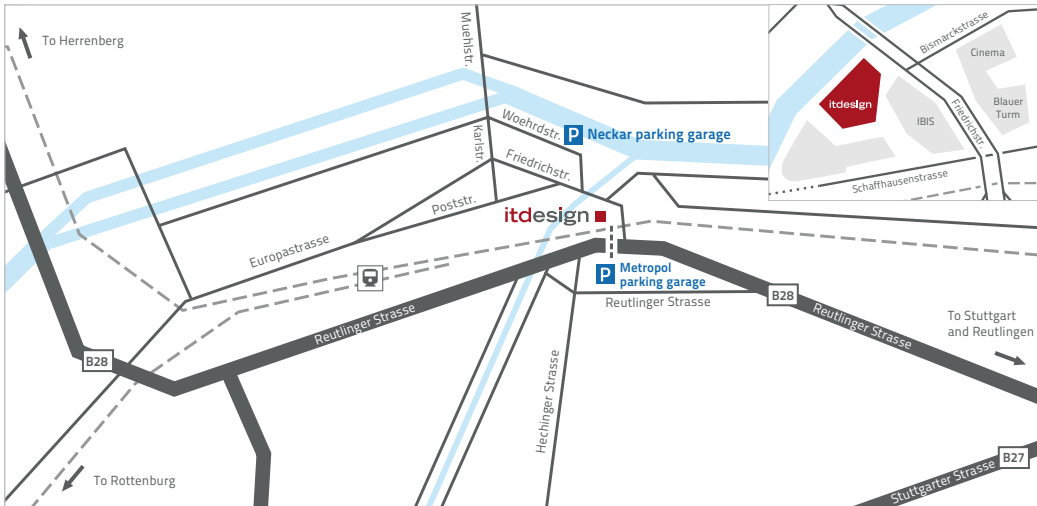 To Herrenberg
Muehlstr.
Woehrdstr.
P Neckar parking garage
Karlstr.
Friedrichstr.
Poststr.
itdesign
Europastrasse
P Metropol
parking garage
Reutlinger Strasse
Reutlinger Strasse
B28
Reutlinger Strasse
To Stuttgart
and Reutlingen
B28
Hechinger Strasse
To Rottenburg
B27
Stuttgarter Strasse
Bismarckstrasse
Cinema
itdesign
IBIS
Blauer
Turm
Friedrichstr.
Schaffhausenstrasse